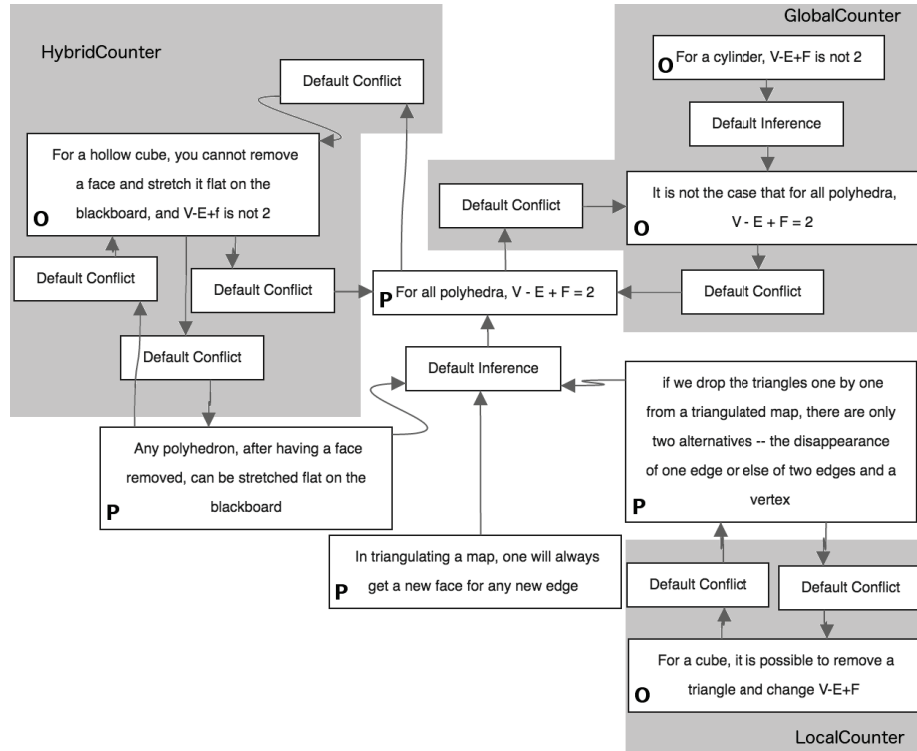 GlobalCounter
HybridCounter
O For a cylinder, V-E+F is not 2
Default Conflict
Default Inference
For a hollow cube, you cannot remove
a face and stretch it flat on the
blackboard, and V-E+f is not 2
O
It is not the case that for all polyhedra,
V - E + F = 2
O
Default Conflict
Default Conflict
Default Conflict
P For all polyhedra, V - E + F = 2
Default Conflict
Default Conflict
Default Inference
if we drop the triangles one by one
from a triangulated map, there are only
two alternatives -- the disappearance
of one edge or else of two edges and a
vertex
P
Any polyhedron, after having a face
removed, can be stretched flat on the
blackboard
P
In triangulating a map, one will always
get a new face for any new edge
P
Default Conflict
Default Conflict
For a cube, it is possible to remove a
triangle and change V-E+F
O
LocalCounter